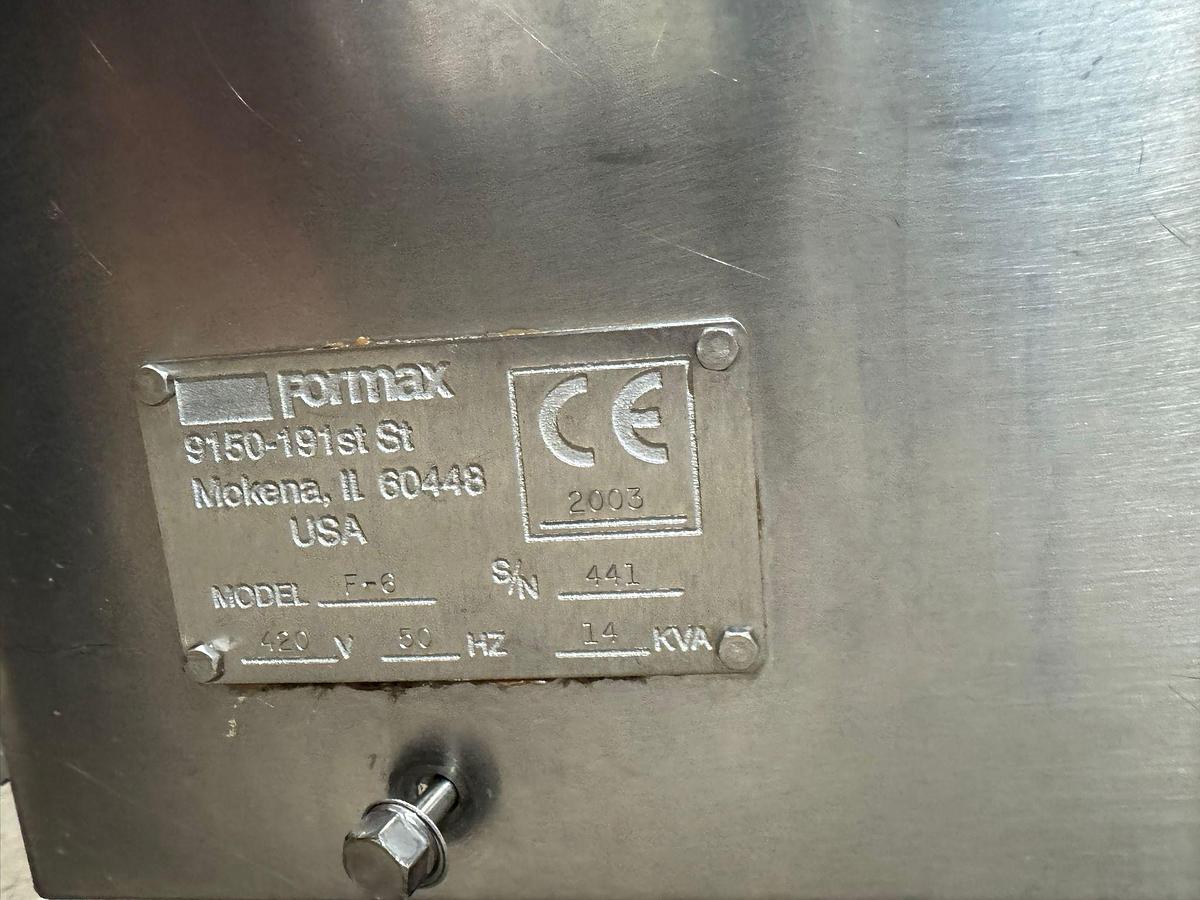 Formax
9150-191st St
Mokena, IL 60448
USA
CE
2003
MODEL F-6 S/N 441
420 V 50 HZ 14 KVA